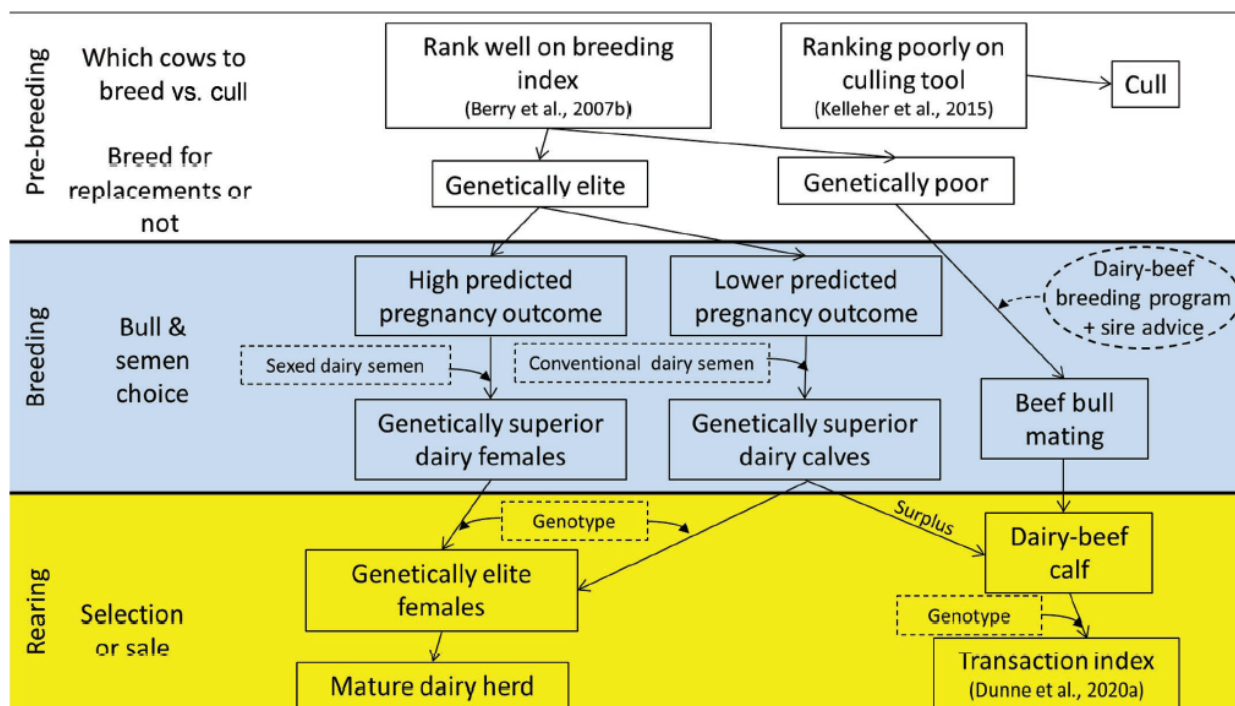 Pre-breeding
Which cows to
breed vs. cull
Breed for
replacements or
not
Rank well on breeding
index
(Berry et al., 2007b)
Ranking poorly on
culling tool
(Kelleher et al., 2015)
Cull
Genetically elite
Genetically poor
Breeding
Bull &
semen
choice
High predicted
pregnancy outcome
Lower predicted
pregnancy outcome
Dairy-beef
breeding program
+ sire advice
Sexed dairy semen
Conventional dairy semen
Genetically superior
dairy females
Genetically superior
dairy calves
Beef bull
mating
Rearing
Selection
or sale
Genotype
Surplus
Genetically elite
females
Dairy-beef
calf
Genotype
Mature dairy herd
Transaction index
(Dunne et al., 2020a)